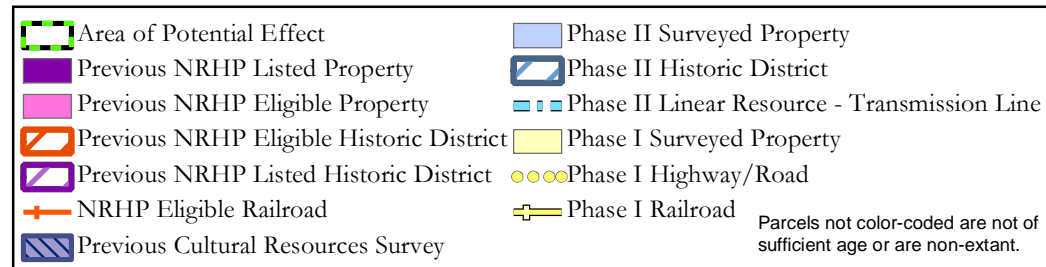 Area of Potential Effect
Previous NRHP Listed Property
Previous NRHP Eligible Property
Previous NRHP Eligible Historic District
Previous NRHP Listed Historic District
NRHP Eligible Railroad
Previous Cultural Resources Survey
Phase II Surveyed Property
Phase II Historic District
Phase II Linear Resource - Transmission Line
Phase I Surveyed Property
Phase I Highway/Road
Phase I Railroad
Parcels not color-coded are not of
sufficient age or are non-extant.